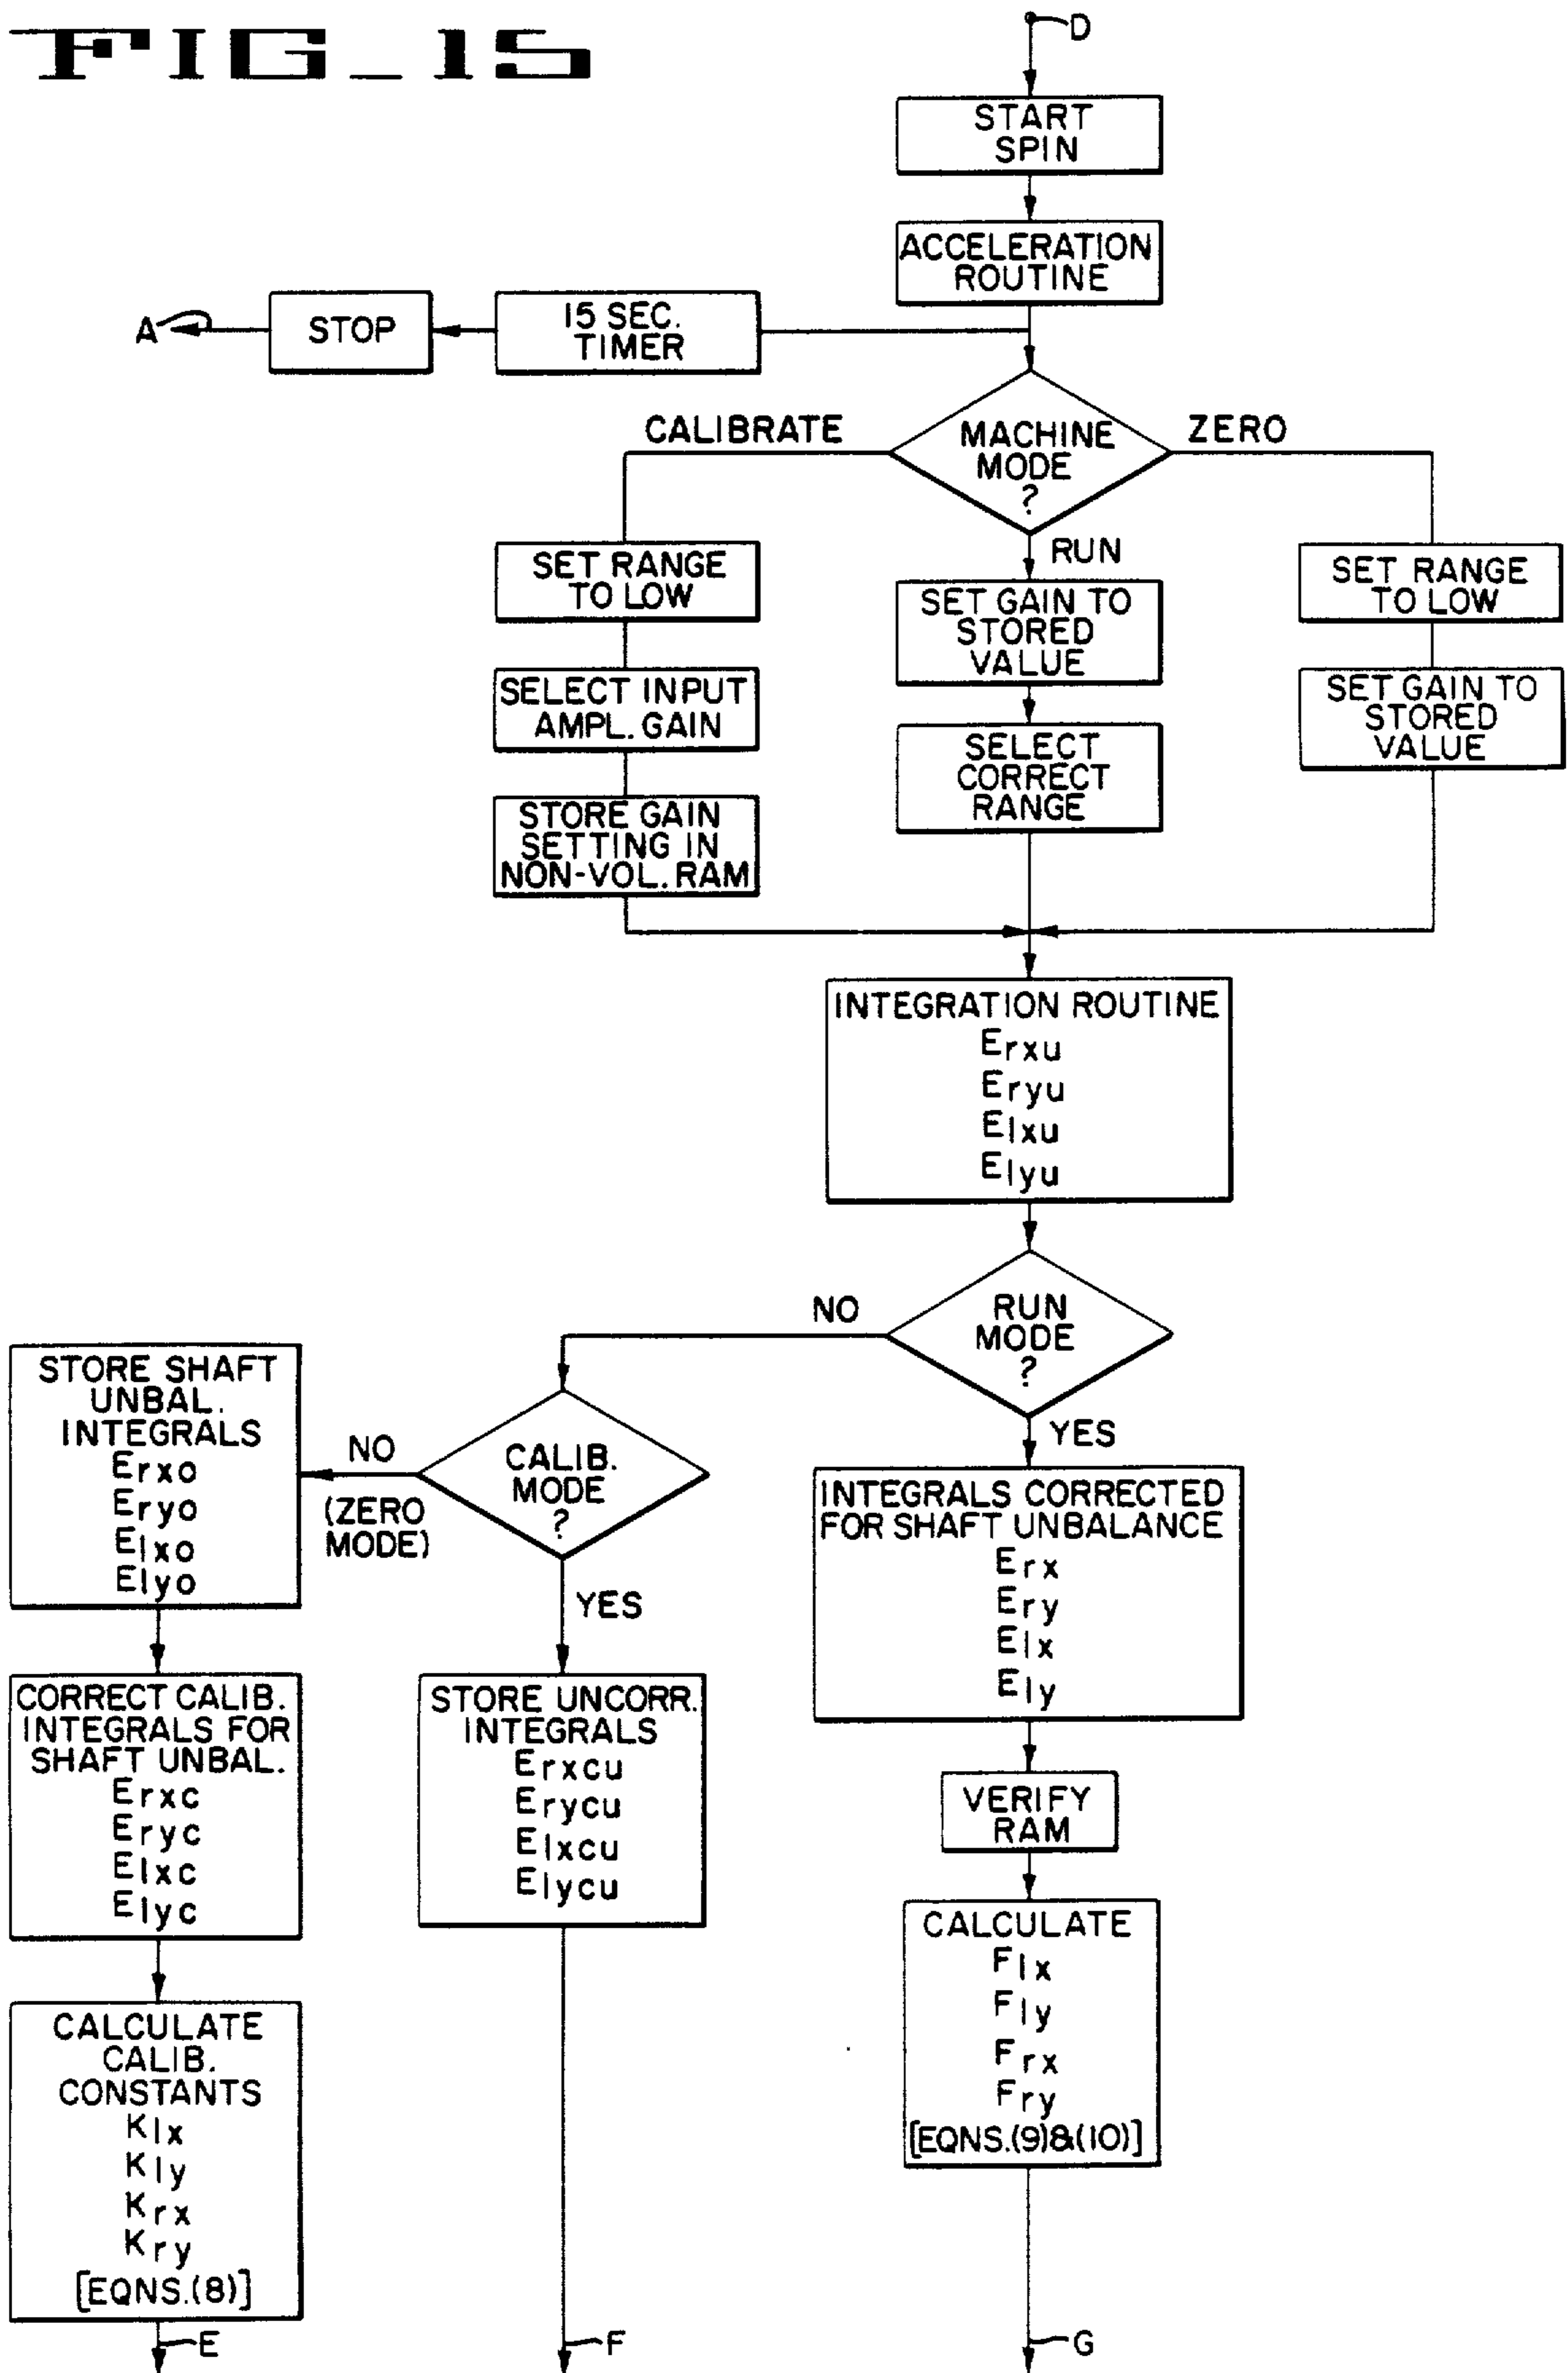 FIG_15
D
START
SPIN
ACCELERATION
ROUTINE
A
STOP
15 SEC.
TIMER
CALIBRATE
MACHINE
MODE
?
ZERO
RUN
SET RANGE
TO LOW
SELECT INPUT
AMPL. GAIN
STORE GAIN
SETTING IN
NON-VOL. RAM
SET GAIN TO
STORED
VALUE
SELECT
CORRECT
RANGE
SET RANGE
TO LOW
SET GAIN TO
STORED
VALUE
INTEGRATION ROUTINE
Erxu
Eryu
Elxu
Elyu
RUN
MODE
?
NO
YES
CALIB.
MODE
?
NO
(ZERO
MODE)
YES
STORE SHAFT
UNBAL.
INTEGRALS
Erxo
Eryo
Elxo
Elyo
CORRECT CALIB.
INTEGRALS FOR
SHAFT UNBAL.
Erxc
Eryc
Elxc
Elyc
CALCULATE
CALIB.
CONSTANTS
Klx
Kly
Krx
Kry
[EQNS.(8)]
E
STORE UNCORR.
INTEGRALS
Erxcu
Erycu
Elxcu
Elycu
F
INTEGRALS CORRECTED
FOR SHAFT UNBALANCE
Erx
Ery
Elx
Ely
VERIFY
RAM
CALCULATE
Flx
Fly
Frx
Fry
[EQNS.(9)&(10)]
G